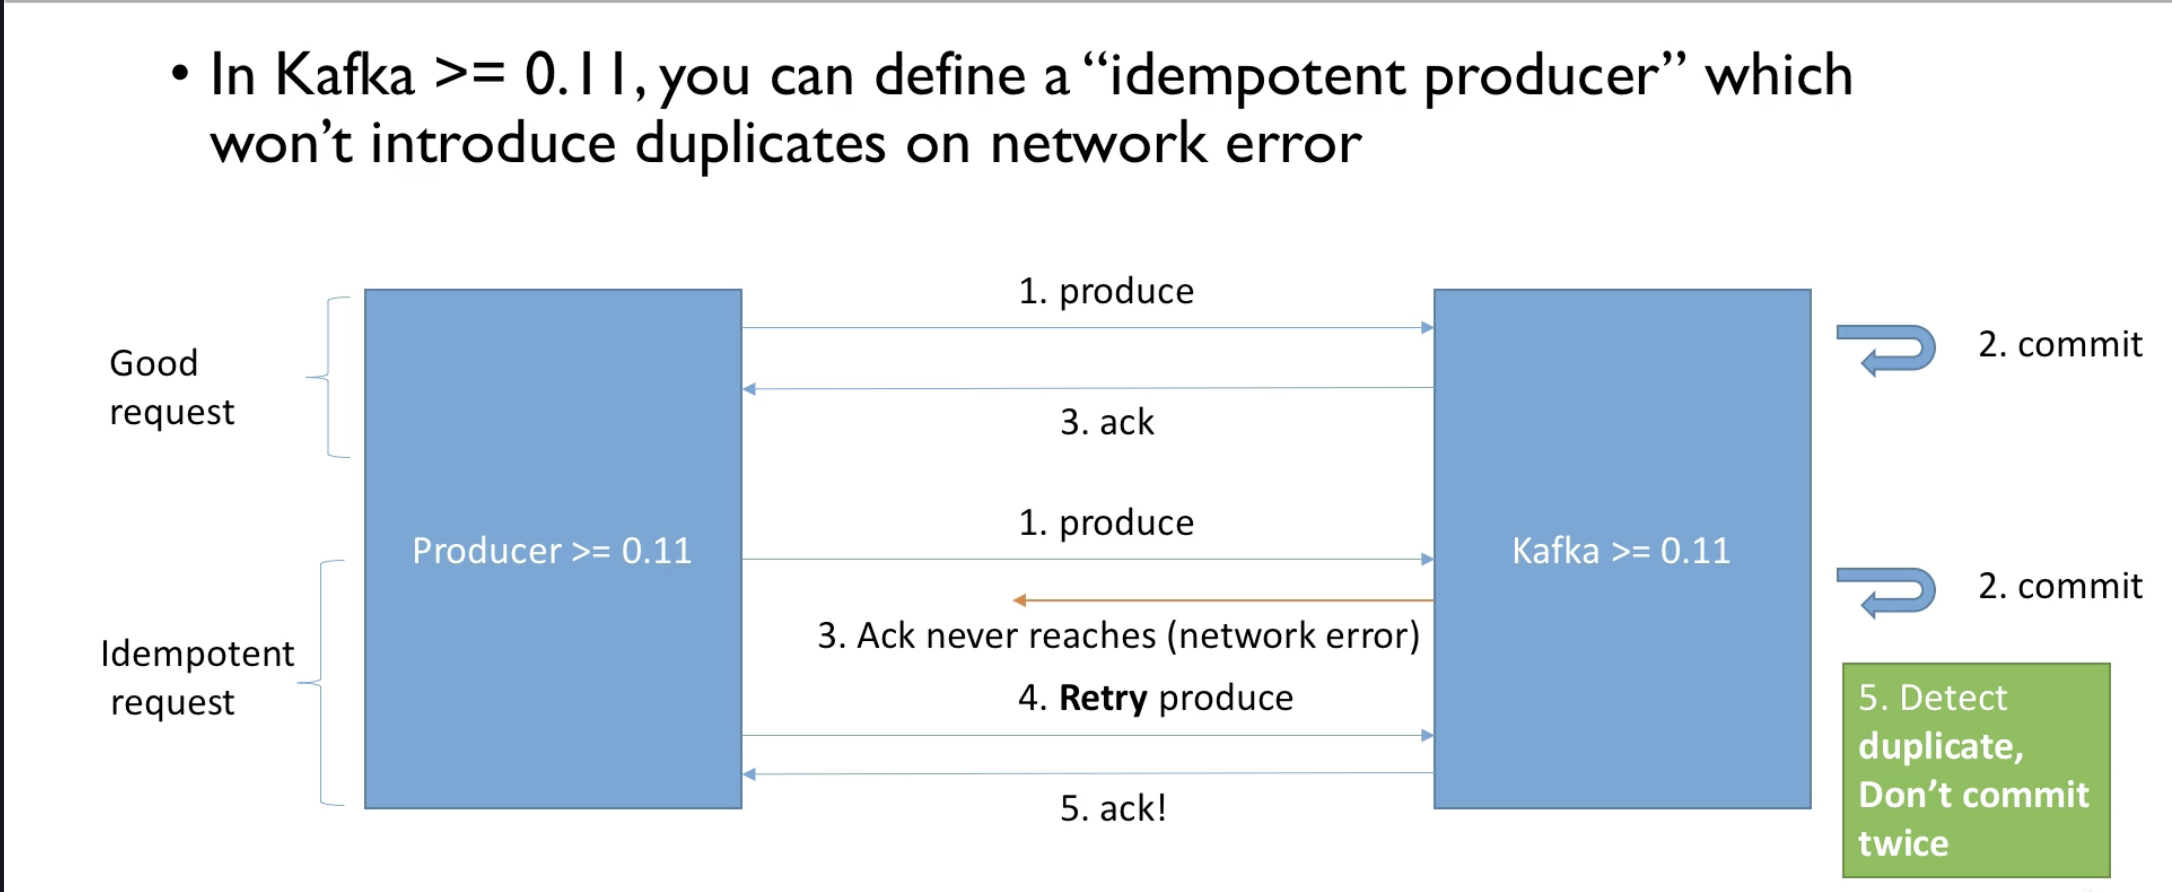 • In Kafka >= 0.11, you can define a “idempotent producer” which
won’t introduce duplicates on network error
Good
request
Producer >= 0.11
1. produce
3. ack
Kafka >= 0.11
2. commit
Idempotent
request
1. produce
3. Ack never reaches (network error)
4. Retry produce
5. ack!
2. commit
5. Detect
duplicate,
Don’t commit
twice